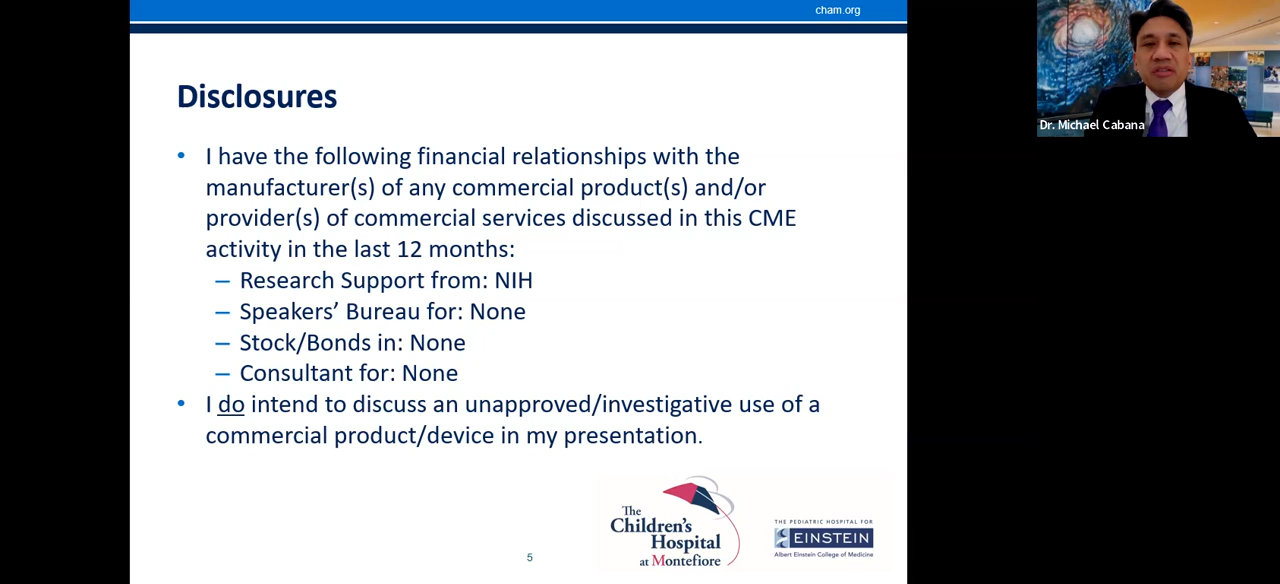 cham.org
Disclosures
• I have the following financial relationships with the
manufacturer(s) of any commercial product(s) and/or
provider(s) of commercial services discussed in this CME
activity in the last 12 months:
– Research Support from: NIH
– Speakers’ Bureau for: None
– Stock/Bonds in: None
– Consultant for: None
• I do intend to discuss an unapproved/investigative use of a
commercial product/device in my presentation.
The
Children's
Hospital
at Montefiore
THE PEDIATRIC HOSPITAL FOR
EINSTEIN
Albert Einstein College of Medicine
5
Dr. Michael Cabana